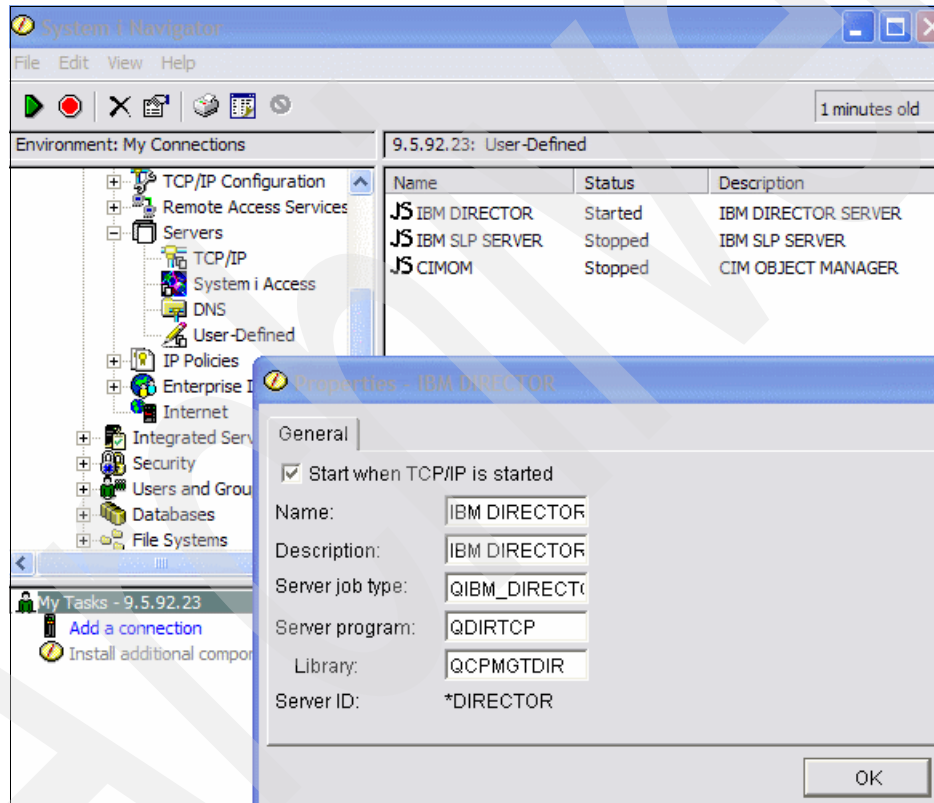 System i Navigator
File Edit View Help
1 minutes old
Environment: My Connections
9.5.92.23: User-Defined
TCP/IP Configuration
Remote Access Services
Servers
TCP/IP
System i Access
DNS
User-Defined
IP Policies
Enterprise I
Internet
Integrated Serv
Security
Users and Grou
Databases
File Systems
Name Status Description
IBM DIRECTOR Started IBM DIRECTOR SERVER
IBM SLP SERVER Stopped IBM SLP SERVER
CIMOM Stopped CIM OBJECT MANAGER
My Tasks - 9.5.92.23
Add a connection
Install additional compor
Properties - IBM DIRECTOR
General
Start when TCP/IP is started
Name: IBM DIRECTOR
Description: IBM DIRECTOR
Server job type: QIBM_DIRECTO
Server program: QDIRTCP
Library: QCPMGTDIR
Server ID: *DIRECTOR
OK